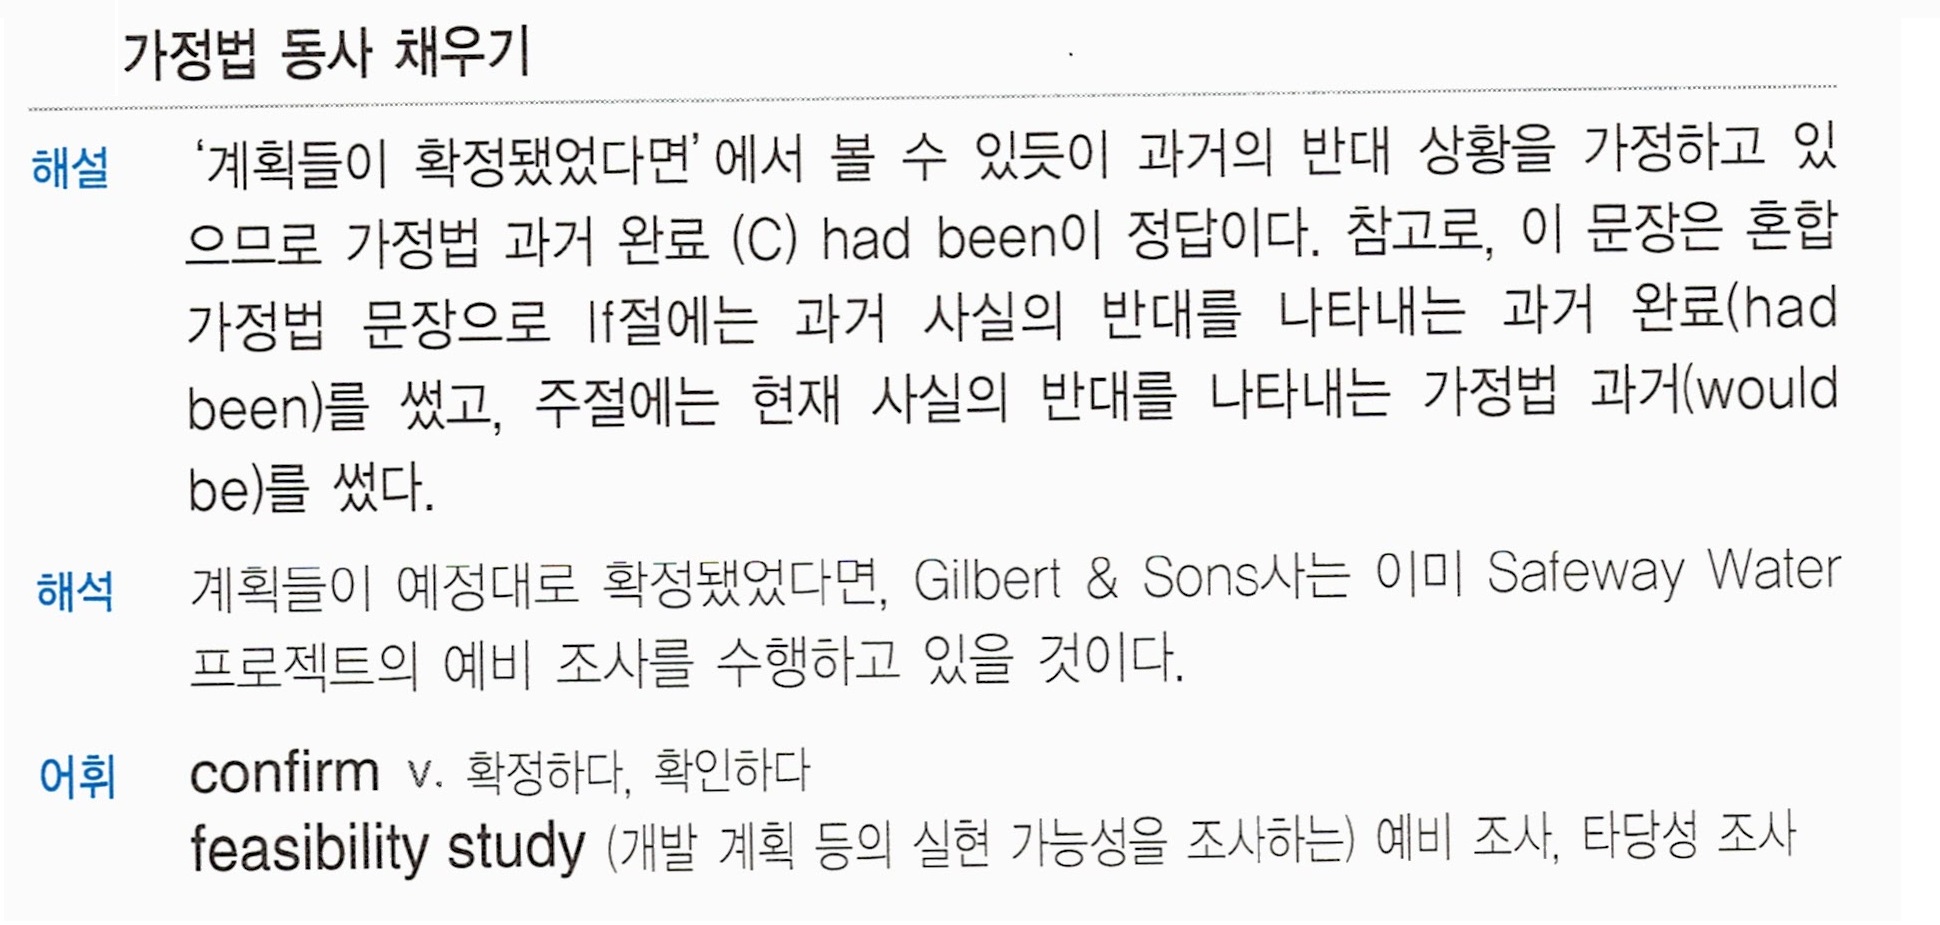 가정법 동사 채우기
해설 ‘계획들이 확정됐었다면’에서 볼 수 있듯이 과거의 반대 상황을 가정하고 있
으므로 가정법 과거 완료 (C) had been이 정답이다. 참고로, 이 문장은 혼합
가정법 문장으로 If절에는 과거 사실의 반대를 나타내는 과거 완료(had
been)를 썼고, 주절에는 현재 사실의 반대를 나타내는 가정법 과거(would
be)를 썼다.
해석 계획들이 예정대로 확정됐었다면, Gilbert & Sons사는 이미 Safeway Water
프로젝트의 예비 조사를 수행하고 있을 것이다.
어휘 confirm v. 확정하다, 확인하다
feasibility study (개발 계획 등의 실현 가능성을 조사하는) 예비 조사, 타당성 조사